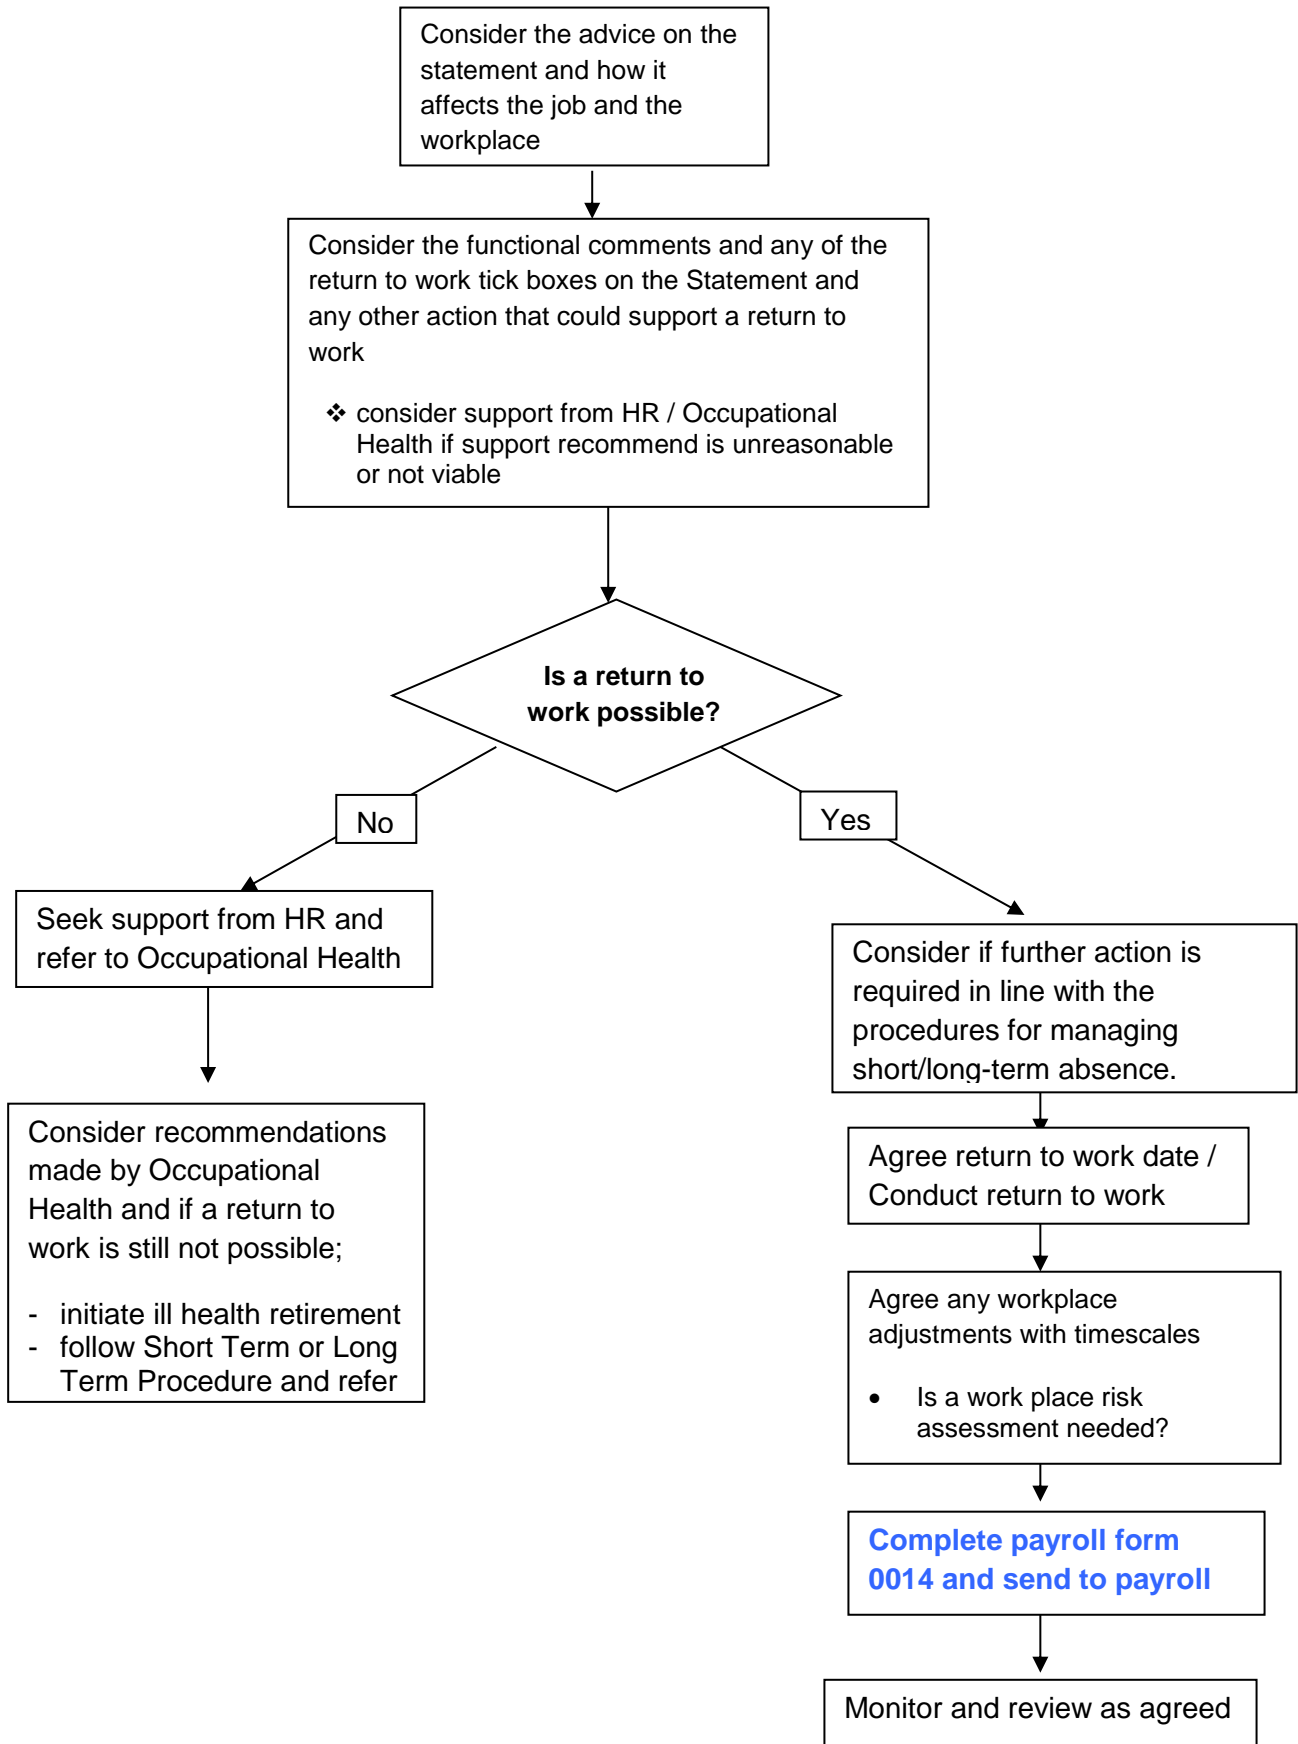 Consider the advice on the
statement and how it
affects the job and the
workplace
Consider the functional comments and any of the
return to work tick boxes on the Statement and
any other action that could support a return to
work
❖ consider support from HR / Occupational
Health if support recommend is unreasonable
or not viable
Is a return to
work possible?
No
Yes
Seek support from HR and
refer to Occupational Health
Consider recommendations
made by Occupational
Health and if a return to
work is still not possible;
- initiate ill health retirement
- follow Short Term or Long
Term Procedure and refer
Consider if further action is
required in line with the
procedures for managing
short/long-term absence.
Agree return to work date /
Conduct return to work
Agree any workplace
adjustments with timescales
• Is a work place risk
assessment needed?
Complete payroll form
0014 and send to payroll
Monitor and review as agreed